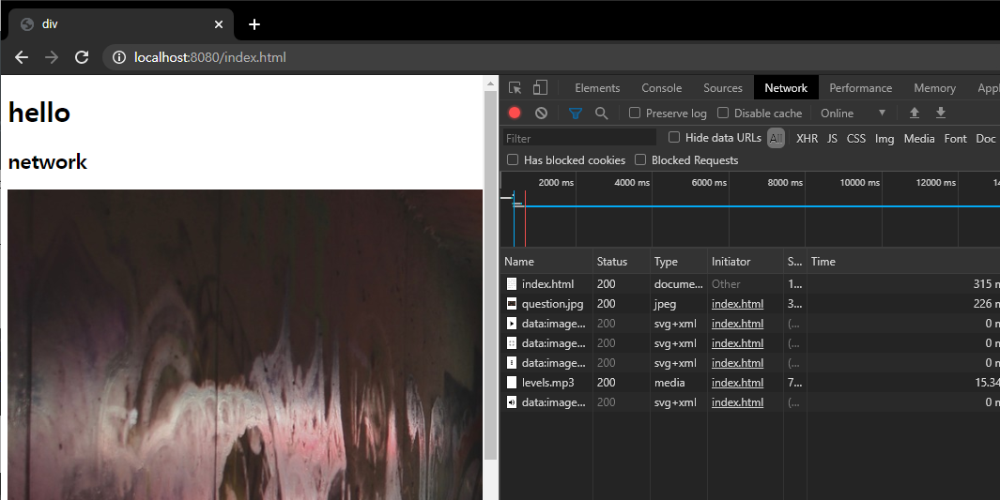 div
localhost:8080/index.html
hello
network
Elements Console Sources Network Performance Memory Appl
Preserve log Disable cache Online
Filter Hide data URLs All XHR JS CSS Img Media Font Doc
Has blocked cookies Blocked Requests
2000 ms 4000 ms 6000 ms 8000 ms 10000 ms 12000 ms 14
Name Status Type Initiator S... Time
index.html 200 docume... Other 1... 315 m
question.jpg 200 jpeg index.html 3... 226 m
data:image... 200 svg+xml index.html (... 0 m
data:image... 200 svg+xml index.html (... 0 m
data:image... 200 svg+xml index.html (... 0 m
levels.mp3 200 media index.html 7... 15.34
data:image... 200 svg+xml index.html (... 0 m